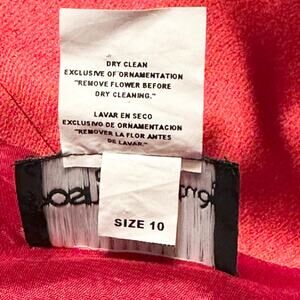 DRY CLEAN
EXCLUSIVE OF ORNAMENTATION
"REMOVE FLOWER BEFORE
DRY CLEANING."
LAVAR EN SECO
EXCLUSIVO DE ORNAMENTACION
"REMOVER LA FLOR ANTES
DE LAVAR."
SIZE 10